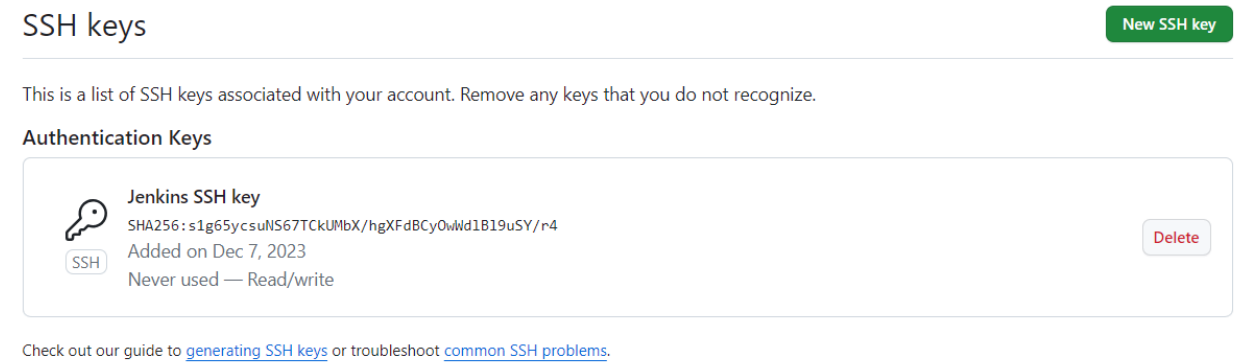 SSH keys
New SSH key
This is a list of SSH keys associated with your account. Remove any keys that you do not recognize.
Authentication Keys
Jenkins SSH key
SHA256:s1g65ycsuNS67TCkUMbX/hgXFdBCyOwWdlBl9uSY/r4
Added on Dec 7, 2023
Never used — Read/write
SSH
Delete
Check out our guide to generating SSH keys or troubleshoot common SSH problems.